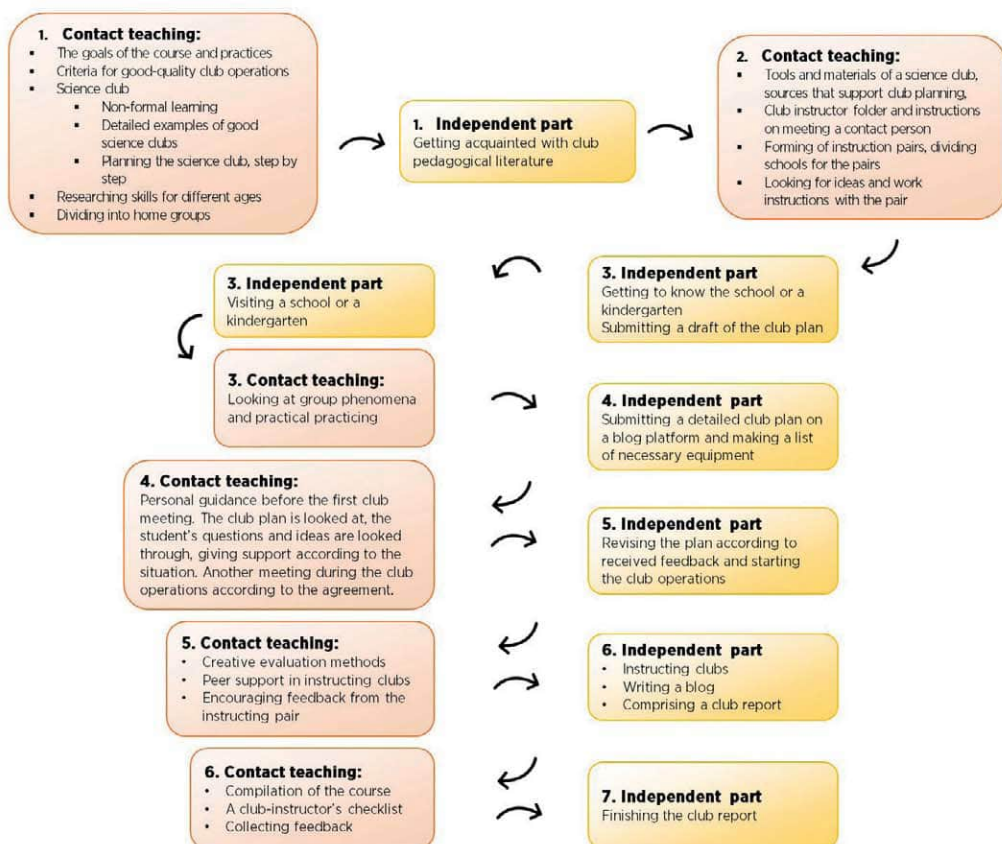 1. Contact teaching:
▪ The goals of the course and practices
▪ Criteria for good-quality club operations
▪ Science club
▪ Non-formal learning
▪ Detailed examples of good
science clubs
▪ Planning the science club, step by
step
▪ Researching skills for different ages
▪ Dividing into home groups
1. Independent part
Getting acquainted with club
pedagogical literature
2. Contact teaching:
▪ Tools and materials of a science club,
sources that support club planning,
▪ Club instructor folder and instructions
on meeting a contact person
▪ Forming of instruction pairs, dividing
schools for the pairs
▪ Looking for ideas and work
instructions with the pair
3. Independent part
Getting to know the school or a
kindergarten
Submitting a draft of the club plan
3. Independent part
Visiting a school or a
kindergarten
3. Contact teaching:
Looking at group phenomena
and practical practicing
4. Independent part
Submitting a detailed club plan on
a blog platform and making a list
of necessary equipment
4. Contact teaching:
Personal guidance before the first club
meeting. The club plan is looked at, the
student's questions and ideas are looked
through, giving support according to the
situation. Another meeting during the club
operations according to the agreement.
5. Independent part
Revising the plan according to
received feedback and starting
the club operations
5. Contact teaching:
• Creative evaluation methods
• Peer support in instructing clubs
• Encouraging feedback from the
instructing pair
6. Independent part
• Instructing clubs
• Writing a blog
• Comprising a club report
6. Contact teaching:
• Compilation of the course
• A club-instructor's checklist
• Collecting feedback
7. Independent part
Finishing the club report